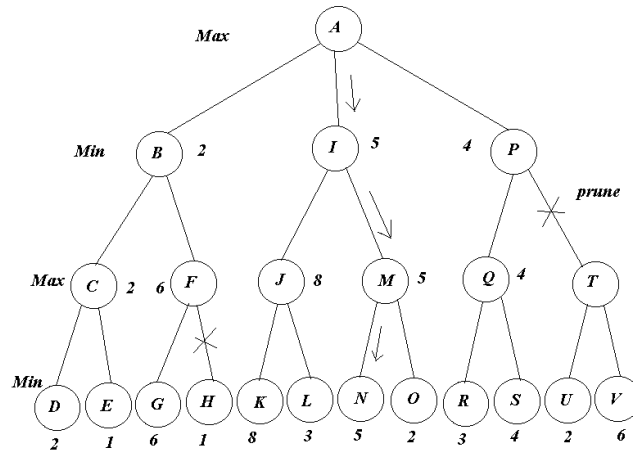 Max A
Min B 2 I 5 4 P
prune
Max C 2 6 F J 8 M 5 Q 4 T
Min D E G H K L N O R S U V
2 1 6 1 8 3 5 2 3 4 2 6